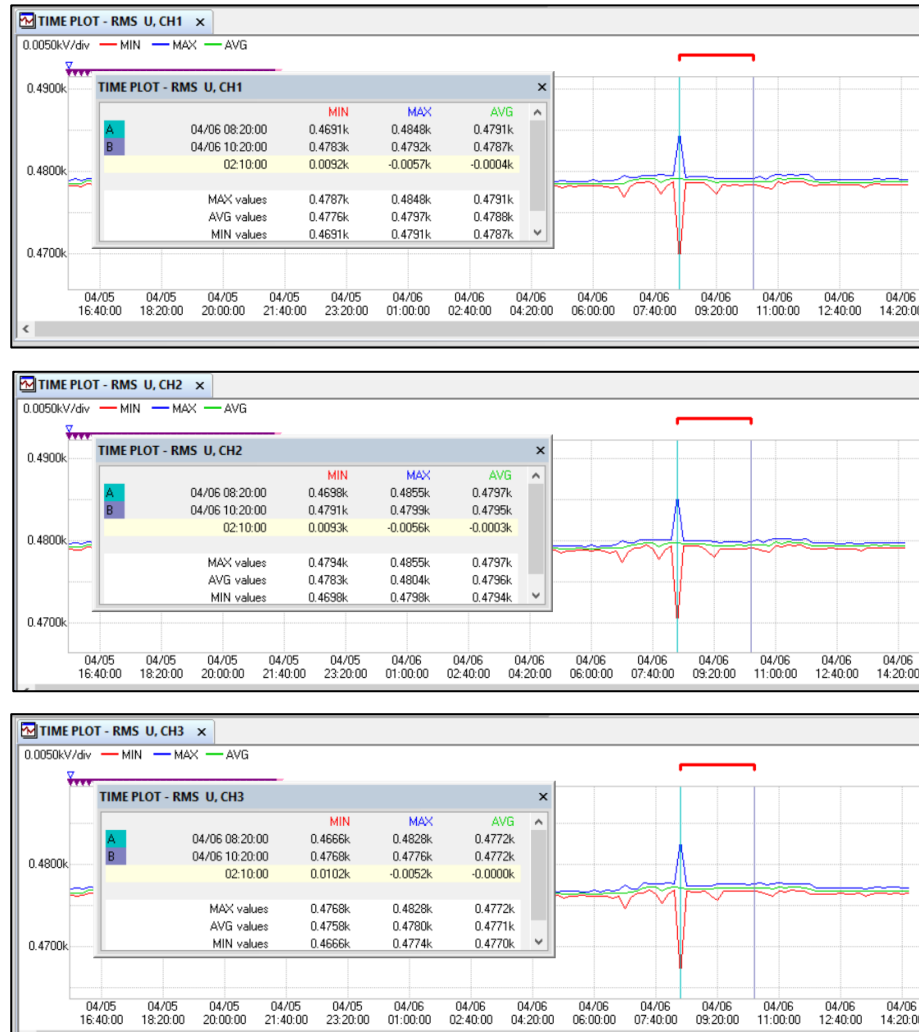 TIME PLOT - RMS U, CH1 ×
0.0050kV/div MIN MAX AVG
0.4900k
0.4800k
0.4700k
TIME PLOT - RMS U, CH1 ×
MIN MAX AVG
A 04/06 08:20:00 0.4691k 0.4848k 0.4791k
B 04/06 10:20:00 0.4783k 0.4792k 0.4787k
02:10:00 0.0092k -0.0057k -0.0004k
MAX values 0.4787k 0.4848k 0.4791k
AVG values 0.4776k 0.4797k 0.4788k
MIN values 0.4691k 0.4791k 0.4787k
04/05 04/05 04/05 04/05 04/05 04/06 04/06 04/06 04/06 04/06 04/06 04/06 04/06 04/06
16:40:00 18:20:00 20:00:00 21:40:00 23:20:00 01:00:00 02:40:00 04:20:00 06:00:00 07:40:00 09:20:00 11:00:00 12:40:00 14:20:00
TIME PLOT - RMS U, CH2 ×
0.0050kV/div MIN MAX AVG
0.4900k
0.4800k
0.4700k
TIME PLOT - RMS U, CH2 ×
MIN MAX AVG
A 04/06 08:20:00 0.4698k 0.4855k 0.4797k
B 04/06 10:20:00 0.4791k 0.4799k 0.4795k
02:10:00 0.0093k -0.0056k -0.0003k
MAX values 0.4794k 0.4855k 0.4797k
AVG values 0.4783k 0.4804k 0.4796k
MIN values 0.4698k 0.4798k 0.4794k
04/05 04/05 04/05 04/05 04/05 04/06 04/06 04/06 04/06 04/06 04/06 04/06 04/06 04/06
16:40:00 18:20:00 20:00:00 21:40:00 23:20:00 01:00:00 02:40:00 04:20:00 06:00:00 07:40:00 09:20:00 11:00:00 12:40:00 14:20:00
TIME PLOT - RMS U, CH3 ×
0.0050kV/div MIN MAX AVG
0.4800k
0.4700k
TIME PLOT - RMS U, CH3 ×
MIN MAX AVG
A 04/06 08:20:00 0.4666k 0.4828k 0.4772k
B 04/06 10:20:00 0.4768k 0.4776k 0.4772k
02:10:00 0.0102k -0.0052k -0.0000k
MAX values 0.4768k 0.4828k 0.4772k
AVG values 0.4758k 0.4780k 0.4771k
MIN values 0.4666k 0.4774k 0.4770k
04/05 04/05 04/05 04/05 04/05 04/06 04/06 04/06 04/06 04/06 04/06 04/06 04/06 04/06
16:40:00 18:20:00 20:00:00 21:40:00 23:20:00 01:00:00 02:40:00 04:20:00 06:00:00 07:40:00 09:20:00 11:00:00 12:40:00 14:20:00